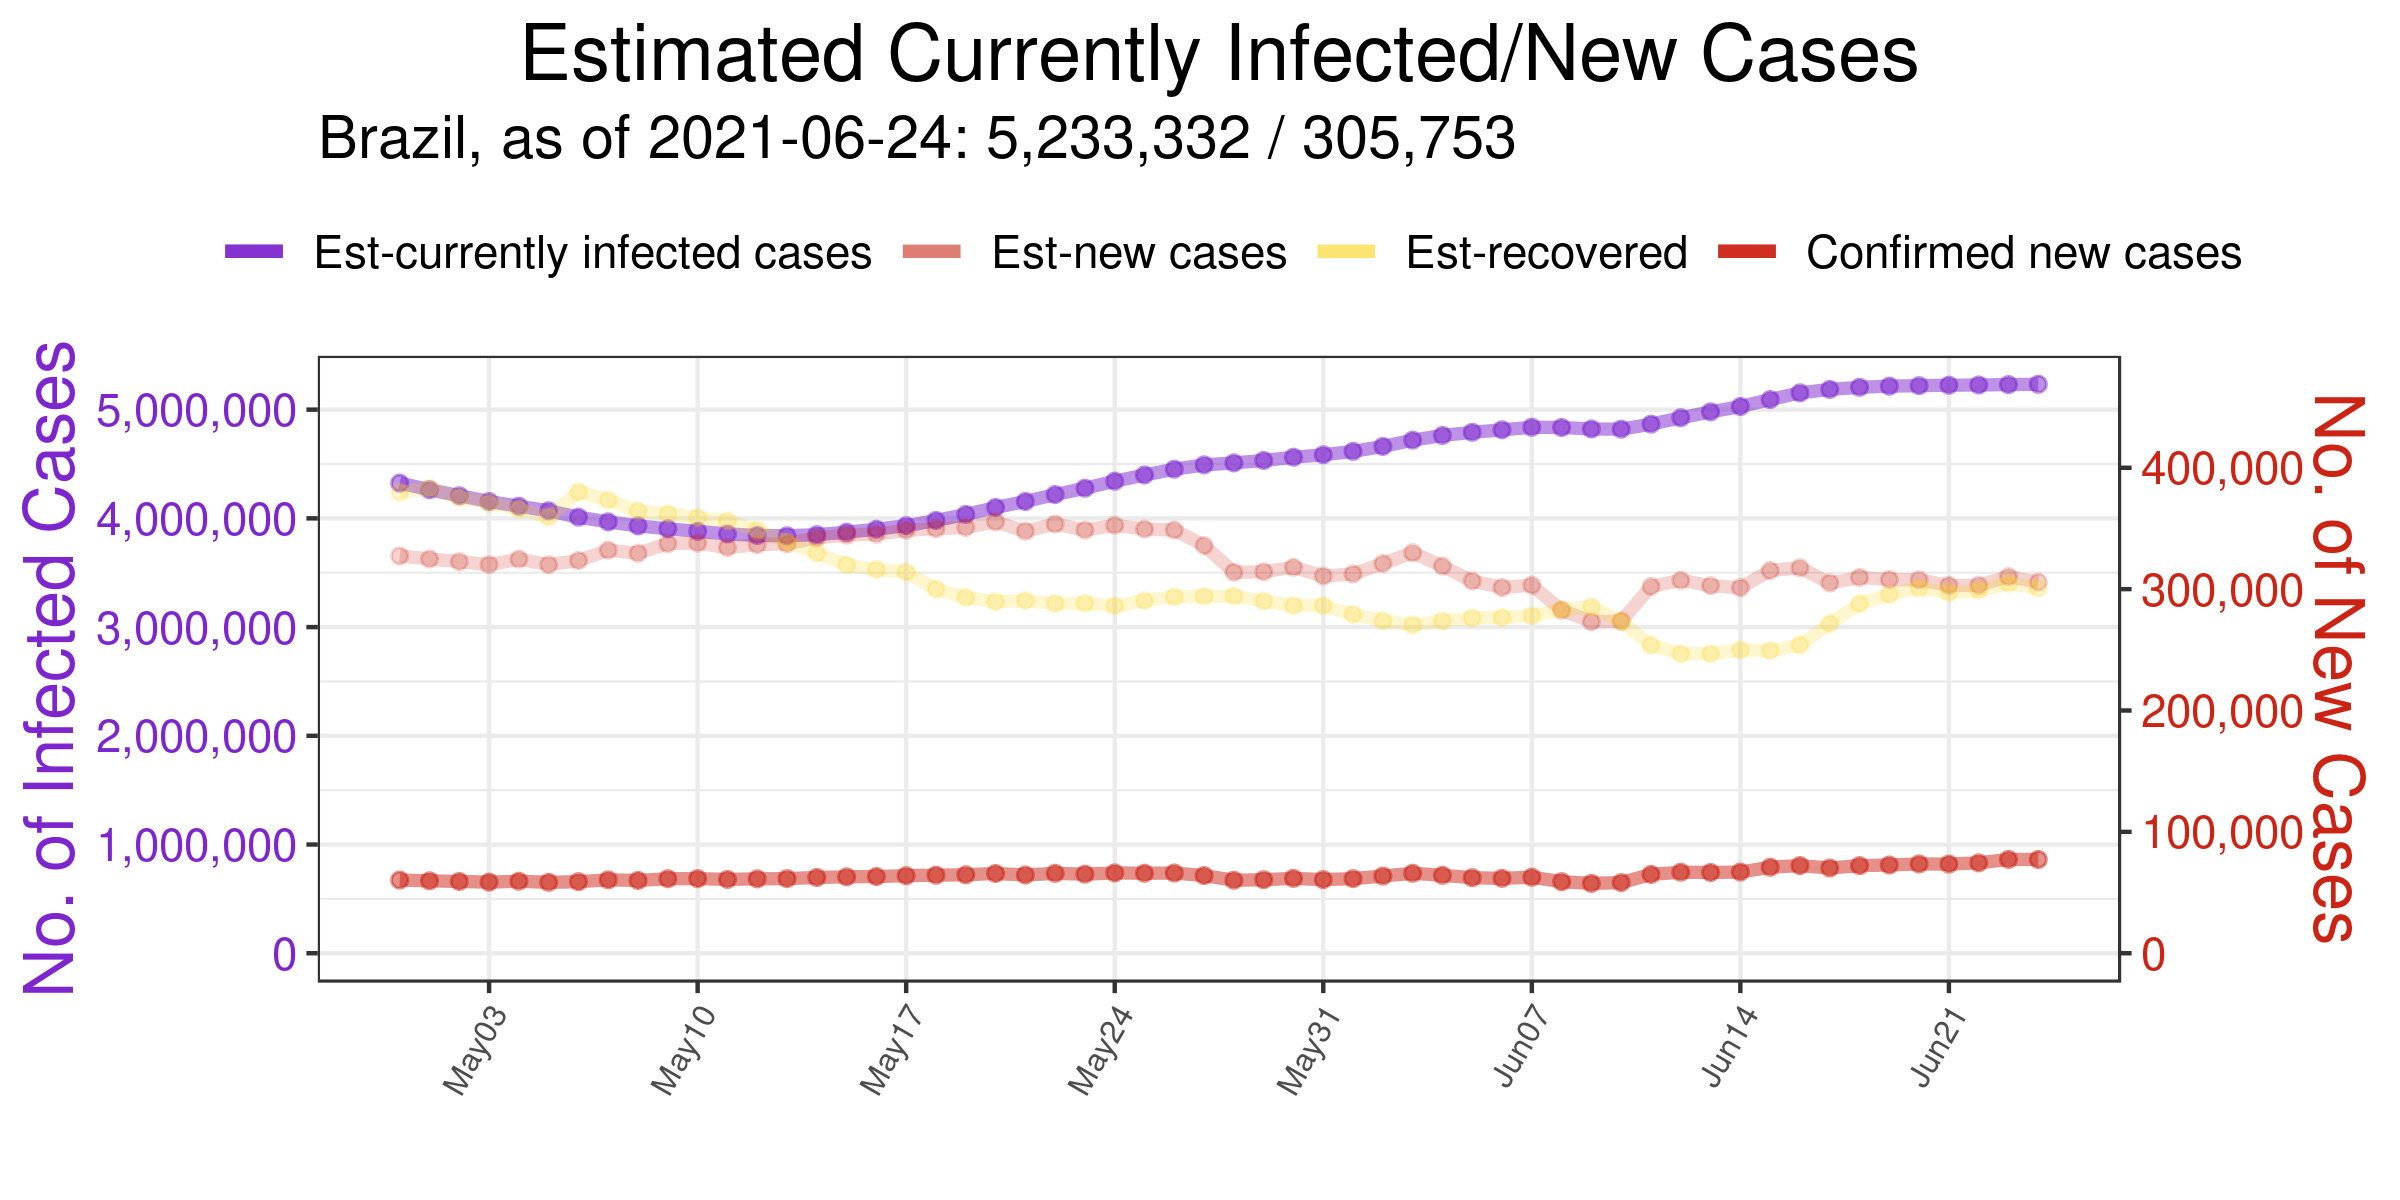 Estimated Currently Infected/New Cases
Brazil, as of 2021-06-24: 5,233,332 / 305,753
Est-currently infected cases Est-new cases Est-recovered Confirmed new cases
No. of Infected Cases
5,000,000
4,000,000
3,000,000
2,000,000
1,000,000
0
400,000
300,000
200,000
100,000
0
No. of New Cases
May03 May10 May17 May24 May31 Jun07 Jun14 Jun21